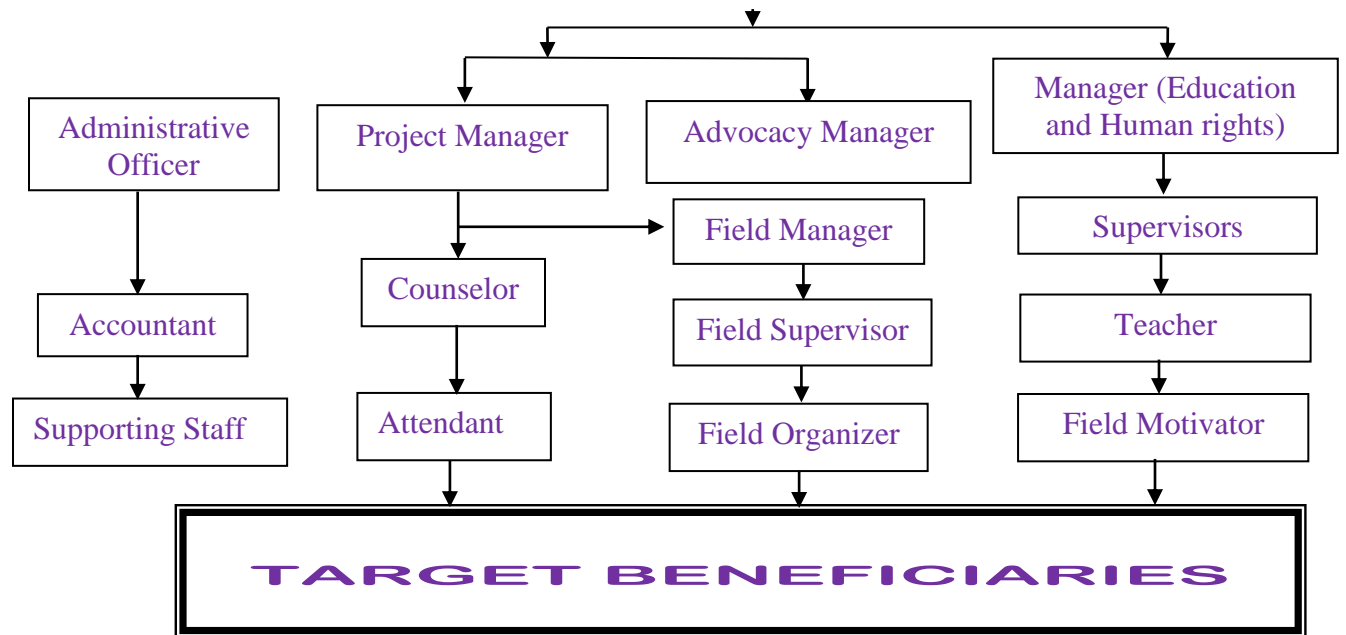 Administrative
Officer
Project Manager
Advocacy Manager
Manager (Education
and Human rights)
Field Manager
Supervisors
Counselor
Accountant
Field Supervisor
Teacher
Supporting Staff
Attendant
Field Organizer
Field Motivator
TARGET BENEFICIARIES